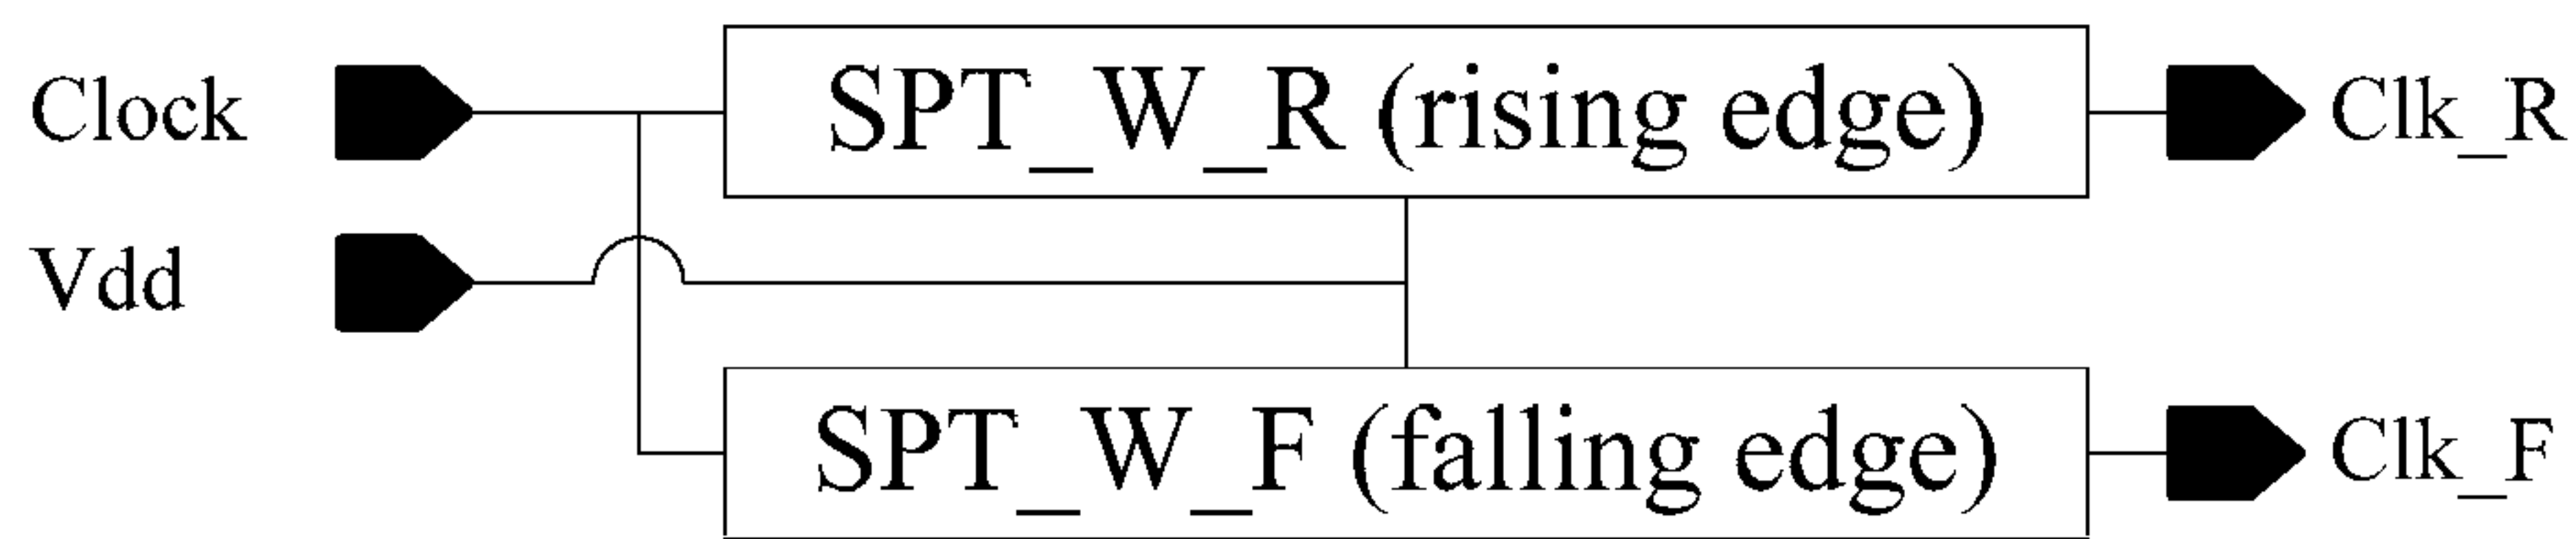 Clock
SPT_W_R (rising edge)
Clk_R
Vdd
SPT_W_F (falling edge)
Clk_F